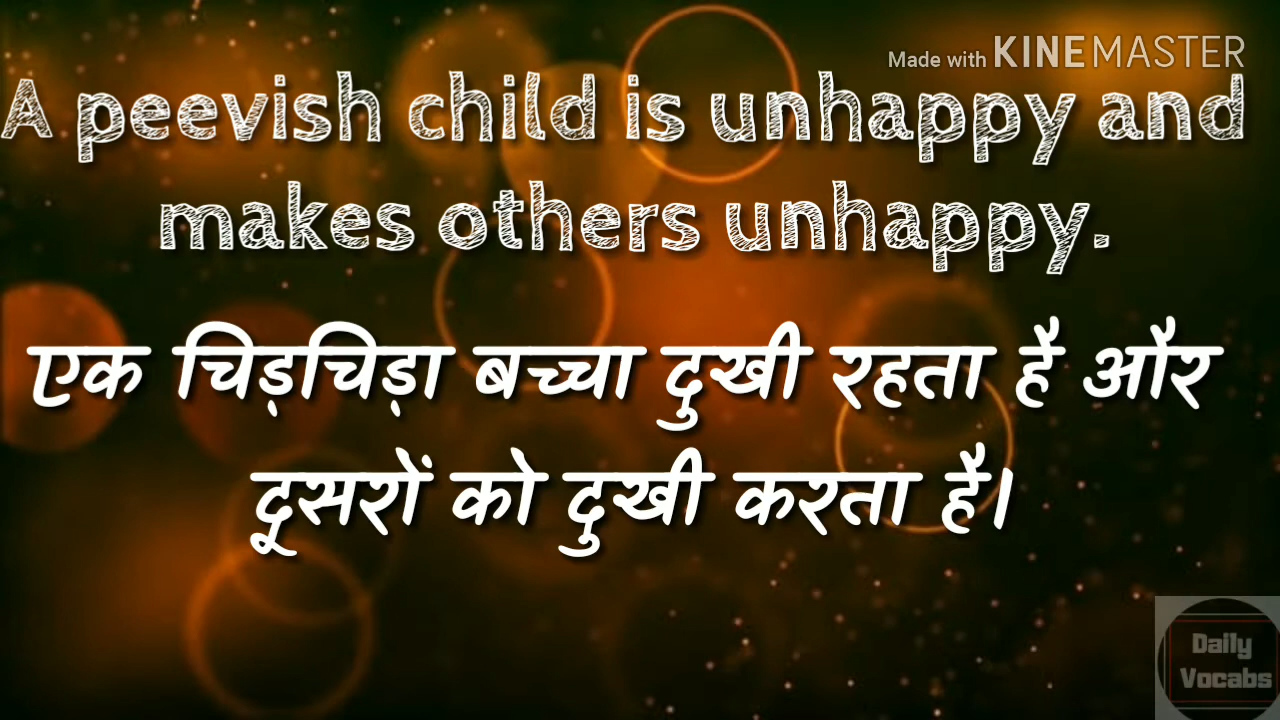 Made with KINEMASTER
A peevish child is unhappy and
makes others unhappy.
एक चिड़चिड़ा बच्चा दुखी रहता है और
दूसरों को दुखी करता है।
Daily
Vocabs